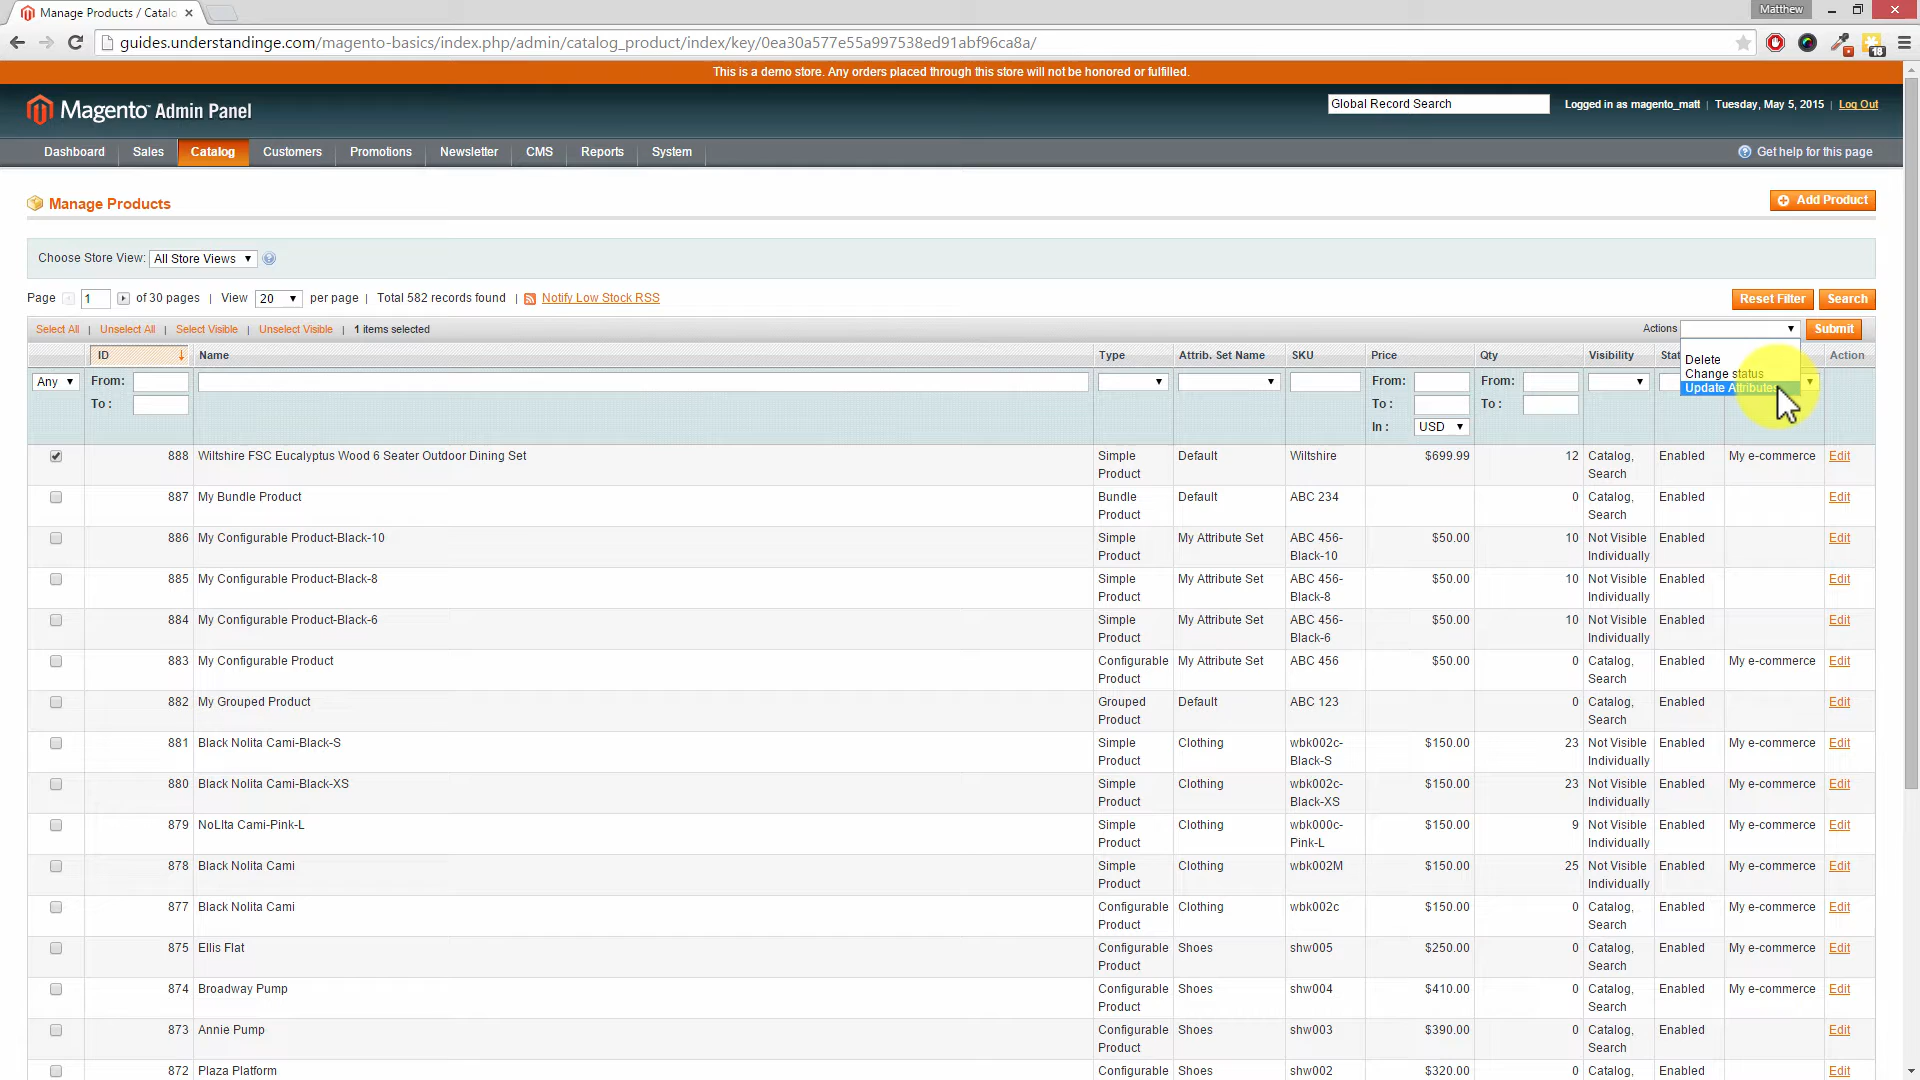 Manage Products / Catalo
Matthew
guides.understandinge.com/magento-basics/index.php/admin/catalog_product/index/key/0ea30a577e55a997538ed91abf96ca8a/
18
This is a demo store. Any orders placed through this store will not be honored or fulfilled.
Magento Admin Panel
Global Record Search
Logged in as magento_matt | Tuesday, May 5, 2015 | Log Out
Dashboard Sales Catalog Customers Promotions Newsletter CMS Reports System
Get help for this page
Manage Products
Add Product
Choose Store View: All Store Views
Page 1 of 30 pages | View 20 per page | Total 582 records found | Notify Low Stock RSS
Reset Filter Search
Select All | Unselect All | Select Visible | Unselect Visible | 1 items selected
Actions Submit
ID Name Type Attrib. Set Name SKU Price Qty Visibility Stat Action
Delete
Change status
Update Attributes
Any From: From: From:
To : To : To :
In : USD
888 Wiltshire FSC Eucalyptus Wood 6 Seater Outdoor Dining Set Simple Product Default Wiltshire $699.99 12 Catalog, Search Enabled My e-commerce Edit
887 My Bundle Product Bundle Product Default ABC 234 0 Catalog, Search Enabled Edit
886 My Configurable Product-Black-10 Simple Product My Attribute Set ABC 456-Black-10 $50.00 10 Not Visible Individually Enabled Edit
885 My Configurable Product-Black-8 Simple Product My Attribute Set ABC 456-Black-8 $50.00 10 Not Visible Individually Enabled Edit
884 My Configurable Product-Black-6 Simple Product My Attribute Set ABC 456-Black-6 $50.00 10 Not Visible Individually Enabled Edit
883 My Configurable Product Configurable Product My Attribute Set ABC 456 $50.00 0 Catalog, Search Enabled My e-commerce Edit
882 My Grouped Product Grouped Product Default ABC 123 0 Catalog, Search Enabled Edit
881 Black Nolita Cami-Black-S Simple Product Clothing wbk002c-Black-S $150.00 23 Not Visible Individually Enabled My e-commerce Edit
880 Black Nolita Cami-Black-XS Simple Product Clothing wbk002c-Black-XS $150.00 23 Not Visible Individually Enabled My e-commerce Edit
879 NoLIta Cami-Pink-L Simple Product Clothing wbk000c-Pink-L $150.00 9 Not Visible Individually Enabled My e-commerce Edit
878 Black Nolita Cami Simple Product Clothing wbk002M $150.00 25 Not Visible Individually Enabled My e-commerce Edit
877 Black Nolita Cami Configurable Product Clothing wbk002c $150.00 0 Catalog, Search Enabled My e-commerce Edit
875 Ellis Flat Configurable Product Shoes shw005 $250.00 0 Catalog, Search Enabled My e-commerce Edit
874 Broadway Pump Configurable Product Shoes shw004 $410.00 0 Catalog, Search Enabled My e-commerce Edit
873 Annie Pump Configurable Product Shoes shw003 $390.00 0 Catalog, Search Enabled My e-commerce Edit
872 Plaza Platform Configurable Shoes shw002 $320.00 0 Catalog, Enabled My e-commerce Edit